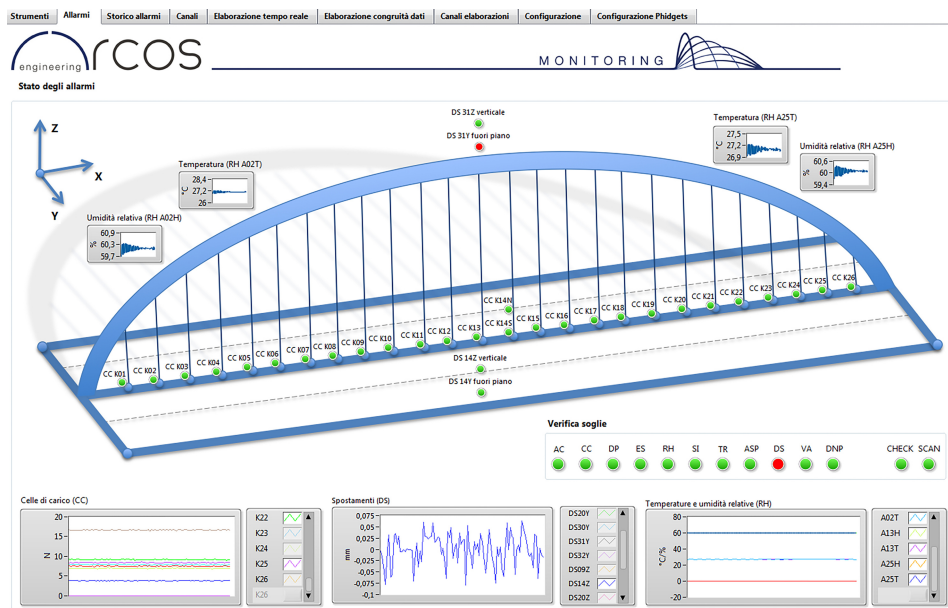 Strumenti
Allarmi
Storico allarmi
Canali
Elaborazione tempo reale
Elaborazione congruità dati
Canali elaborazioni
Configurazione
Configurazione Phidgets
arcos
engineering
MONITORING
Stato degli allarmi
Z
X
Y
DS 31Z verticale
DS 31Y fuori piano
Temperatura (RH A02T)
°C
28,4
27,2
26
Umidità relativa (RH A02H)
%
60,9
60,3
59,7
Temperatura (RH A25T)
°C
27,5
27,2
26,9
Umidità relativa (RH A25H)
%
60,6
60
59,4
CC K01
CC K02
CC K03
CC K04
CC K05
CC K06
CC K07
CC K08
CC K09
CC K10
CC K11
CC K12
CC K13
CC K14N
CC K14S
CC K15
CC K16
CC K17
CC K18
CC K19
CC K20
CC K21
CC K22
CC K23
CC K24
CC K25
CC K26
DS 14Z verticale
DS 14Y fuori piano
Verifica soglie
AC CC DP ES RH SI TR ASP DS VA DNP CHECK SCAN
Celle di carico (CC)
N
20
15
10
5
0
K22
K23
K24
K25
K26
K26
Spostamenti (DS)
mm
0,075
0,05
0,025
0
-0,025
-0,05
-0,075
-0,1
DS20Y
DS30Y
DS31Y
DS32Y
DS09Z
DS14Z
DS20Z
Temperature e umidità relative (RH)
°C/%
80
60
40
20
0
-20
A02T
A13H
A13T
A25H
A25T